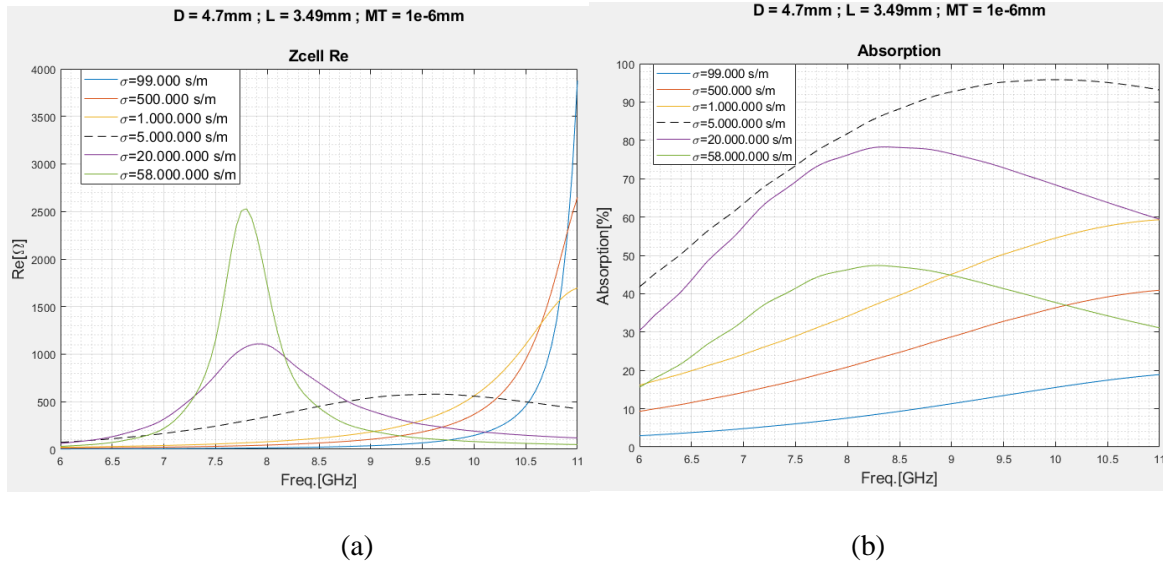 D = 4.7mm ; L = 3.49mm ; MT = 1e-6mm
Zcell Re
4000
3500
3000
2500
2000
1500
1000
500
0
Re[Ω]
σ=99.000 s/m
σ=500.000 s/m
σ=1.000.000 s/m
σ=5.000.000 s/m
σ=20.000.000 s/m
σ=58.000.000 s/m
6 6.5 7 7.5 8 8.5 9 9.5 10 10.5 11
Freq.[GHz]
(a)
D = 4.7mm ; L = 3.49mm ; MT = 1e-6mm
Absorption
100
90
80
70
60
50
40
30
20
10
0
Absorption[%]
σ=99.000 s/m
σ=500.000 s/m
σ=1.000.000 s/m
σ=5.000.000 s/m
σ=20.000.000 s/m
σ=58.000.000 s/m
6 6.5 7 7.5 8 8.5 9 9.5 10 10.5 11
Freq.[GHz]
(b)